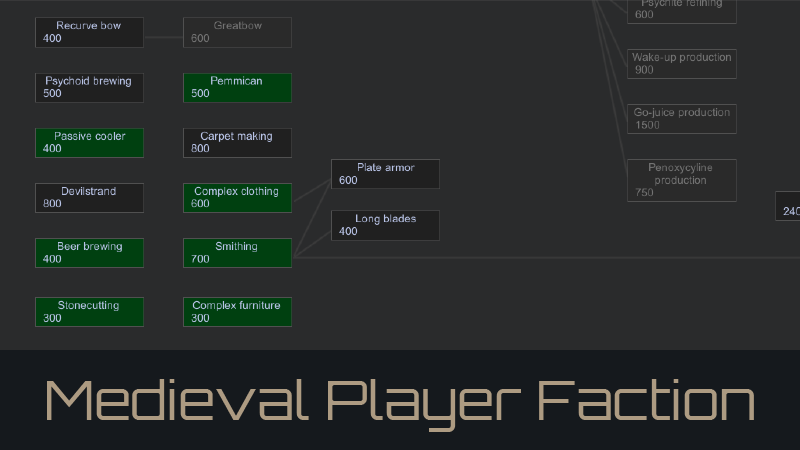 Recurve bow
400
Greatbow
600
Psychoid brewing
500
Pemmican
500
Passive cooler
400
Carpet making
800
Devilstrand
800
Complex clothing
600
Beer brewing
400
Smithing
700
Stonecutting
300
Complex furniture
300
Plate armor
600
Long blades
400
Psychite refining
600
Wake-up production
900
Go-juice production
1500
Penoxycyline
production
750
Medieval Player Faction